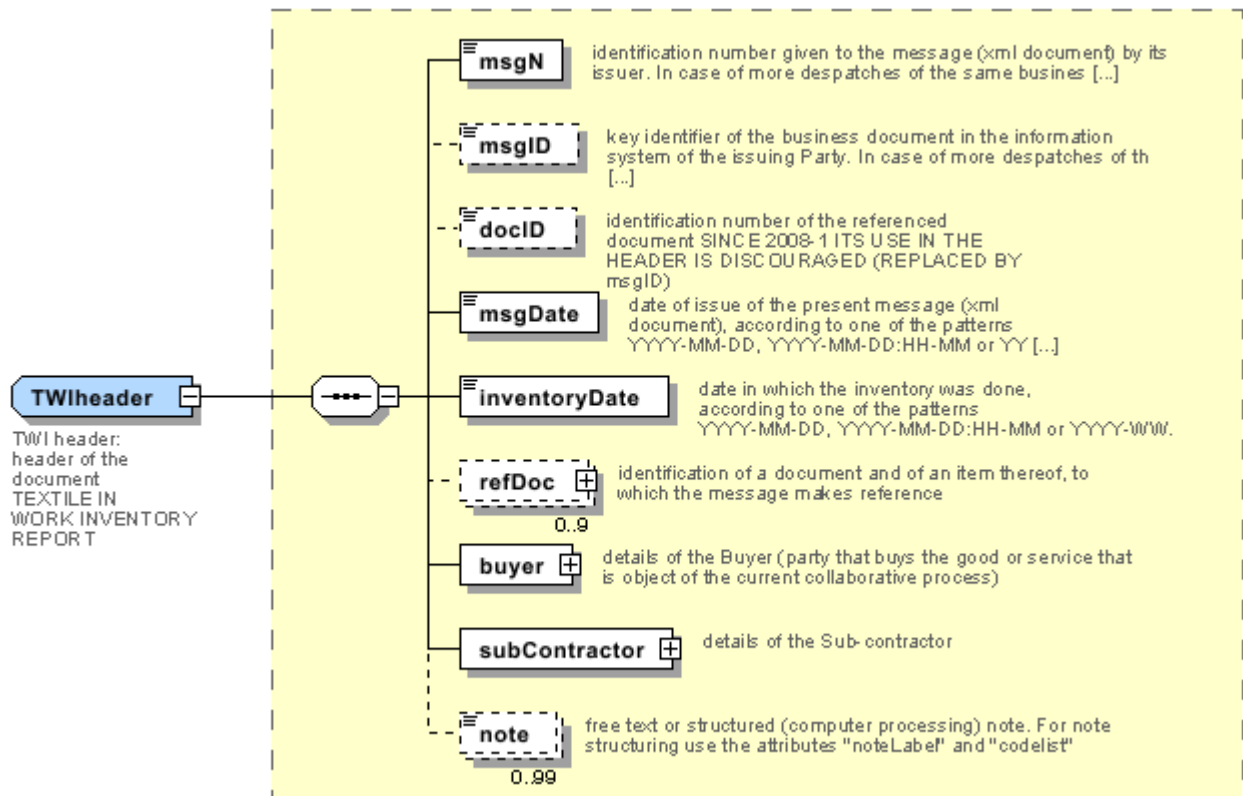 msgN
identification number given to the message (xml document) by its
issuer. In case of more despatches of the same busines [...]
msgID
key identifier of the business document in the information
system of the issuing Party. In case of more despatches of th
[...]
docID
identification number of the referenced
document SINCE 2008-1 ITS USE IN THE
HEADER IS DISCOURAGED (REPLACED BY
msgID)
msgDate
date of issue of the present message (xml
document), according to one of the patterns
YYYY-MM-DD, YYYY-MM-DD:HH-MM or YY [...]
TWIheader
TWI header:
header of the
document
TEXTILE IN
WORK INVENTORY
REPORT
inventoryDate
date in which the inventory was done,
according to one of the patterns
YYYY-MM-DD, YYYY-MM-DD:HH-MM or YYYY-WW.
refDoc
0..9
identification of a document and of an item thereof, to
which the message makes reference
buyer
details of the Buyer (party that buys the good or service that
is object of the current collaborative process)
subContractor
details of the Sub-contractor
note
0..99
free text or structured (computer processing) note. For note
structuring use the attributes "noteLabel" and "codelist"